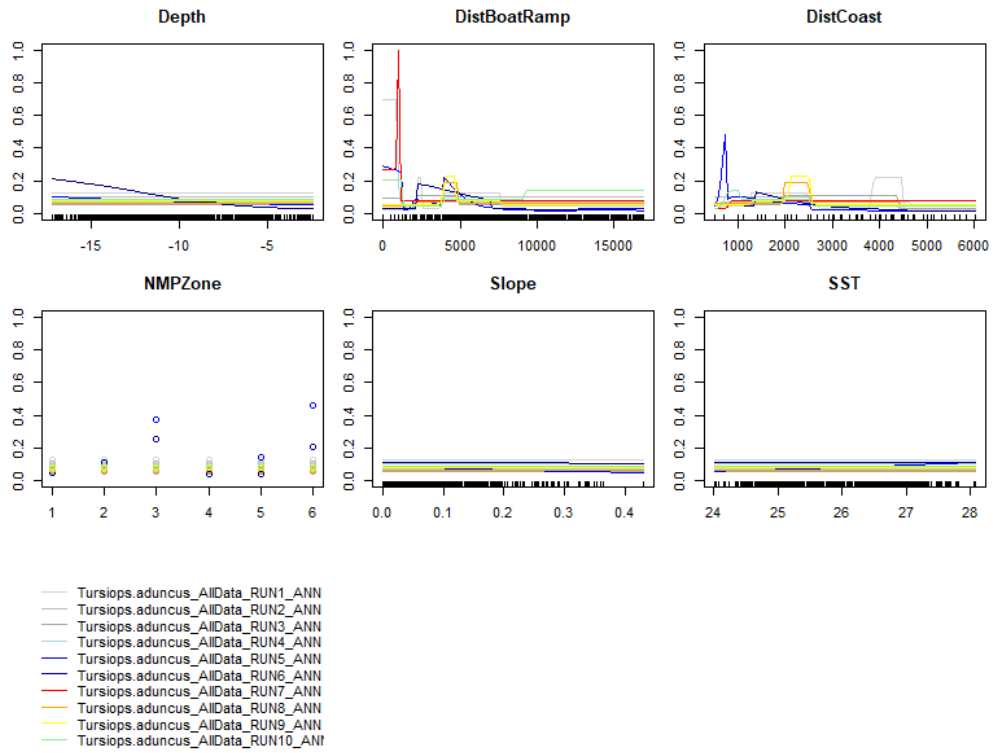 Depth DistBoatRamp DistCoast
0.0 0.2 0.4 0.6 0.8 1.0
-15 -10 -5
0.0 0.2 0.4 0.6 0.8 1.0
0 5000 10000 15000
0.0 0.2 0.4 0.6 0.8 1.0
1000 2000 3000 4000 5000 6000
NMPZone Slope SST
0.0 0.2 0.4 0.6 0.8 1.0
1 2 3 4 5 6
0.0 0.2 0.4 0.6 0.8 1.0
0.0 0.1 0.2 0.3 0.4
0.0 0.2 0.4 0.6 0.8 1.0
24 25 26 27 28
Tursiops.aduncus_AllData_RUN1_ANN
Tursiops.aduncus_AllData_RUN2_ANN
Tursiops.aduncus_AllData_RUN3_ANN
Tursiops.aduncus_AllData_RUN4_ANN
Tursiops.aduncus_AllData_RUN5_ANN
Tursiops.aduncus_AllData_RUN6_ANN
Tursiops.aduncus_AllData_RUN7_ANN
Tursiops.aduncus_AllData_RUN8_ANN
Tursiops.aduncus_AllData_RUN9_ANN
Tursiops.aduncus_AllData_RUN10_ANN